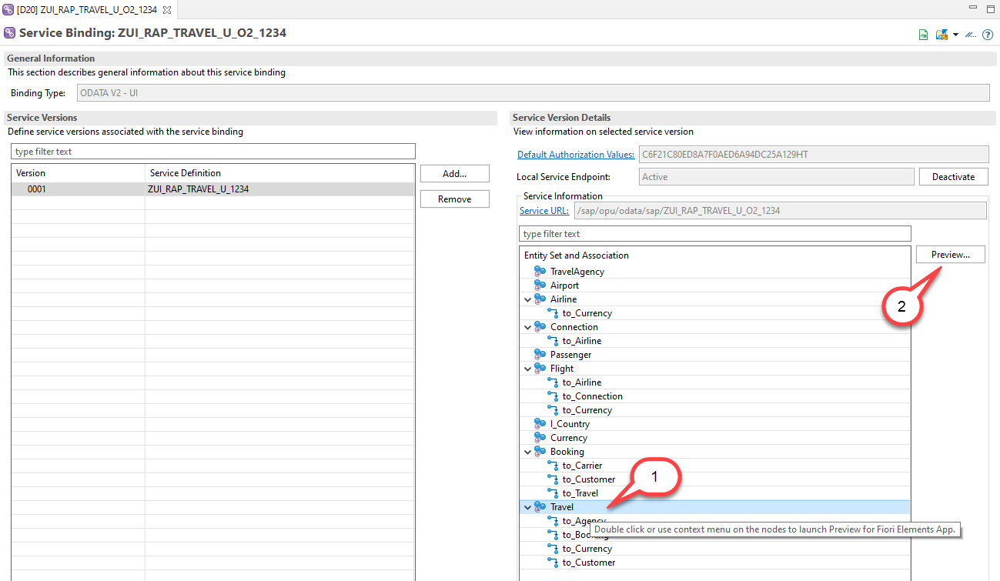 [D20] ZUI_RAP_TRAVEL_U_O2_1234
Service Binding: ZUI_RAP_TRAVEL_U_O2_1234
General Information
This section describes general information about this service binding
Binding Type: ODATA V2 - UI
Service Versions
Define service versions associated with the service binding
type filter text
Version Service Definition
0001 ZUI_RAP_TRAVEL_U_1234
Add...
Remove
Service Version Details
View information on selected service version
Default Authorization Values: C6F21C80ED8A7F0AED6A94DC25A129HT
Local Service Endpoint: Active Deactivate
Service Information
Service URL: /sap/opu/odata/sap/ZUI_RAP_TRAVEL_U_O2_1234
type filter text
Entity Set and Association
Preview...
TravelAgency
Airport
Airline
2
to_Currency
Connection
to_Airline
Passenger
Flight
to_Airline
to_Connection
to_Currency
I_Country
Currency
Booking
to_Carrier
1
to_Customer
to_Travel
Travel
to_Agency
Double click or use context menu on the nodes to launch Preview for Fiori Elements App.
to_Booking
to_Currency
to_Customer